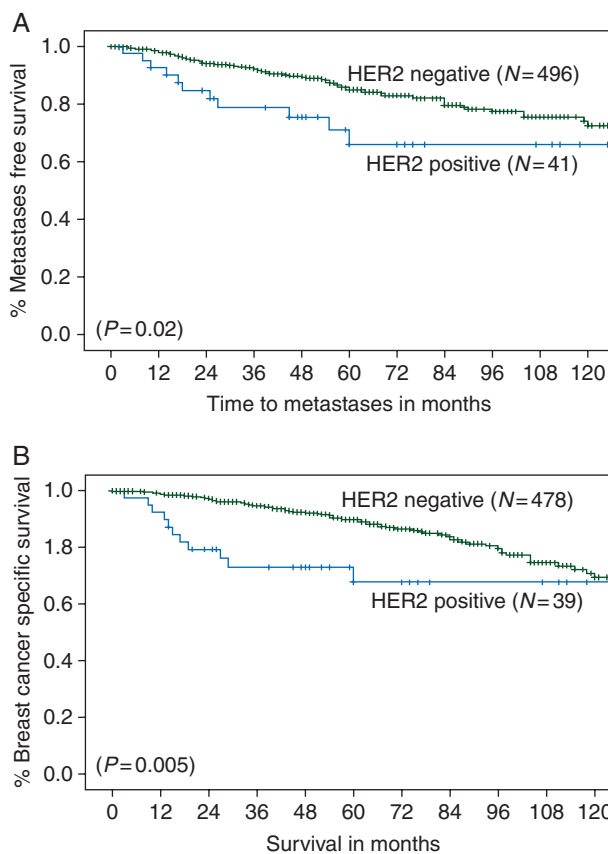 A
% Metastases free survival
1.0
0.8
0.6
0.4
0.2
0.0
HER2 negative (N=496)
HER2 positive (N=41)
(P=0.02)
0 12 24 36 48 60 72 84 96 108 120
Time to metastases in months
B
% Breast cancer specific survival
1.0
1.8
0.6
0.4
0.2
0.0
HER2 negative (N=478)
HER2 positive (N=39)
(P=0.005)
0 12 24 36 48 60 72 84 96 108 120
Survival in months